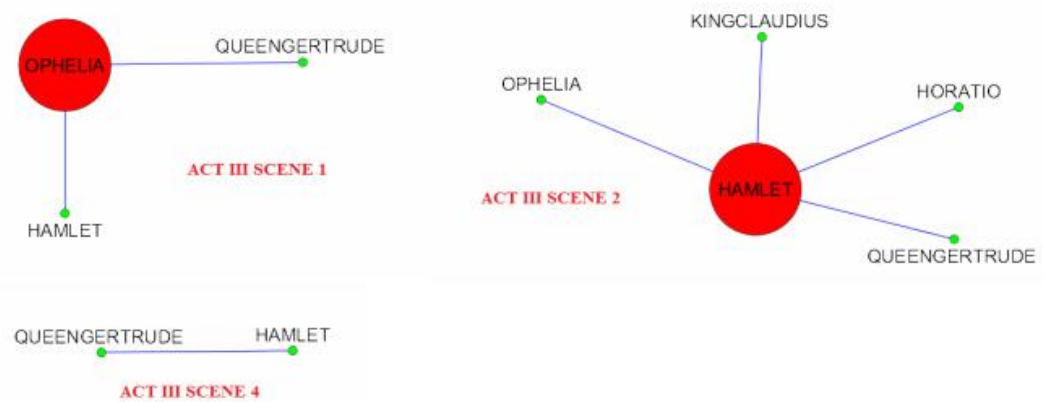 QUEENGERTRUDE
OPHELIA
ACT III SCENE 1
HAMLET
KINGCLAUDIUS
OPHELIA
HORATIO
HAMLET
ACT III SCENE 2
QUEENGERTRUDE
QUEENGERTRUDE
HAMLET
ACT III SCENE 4